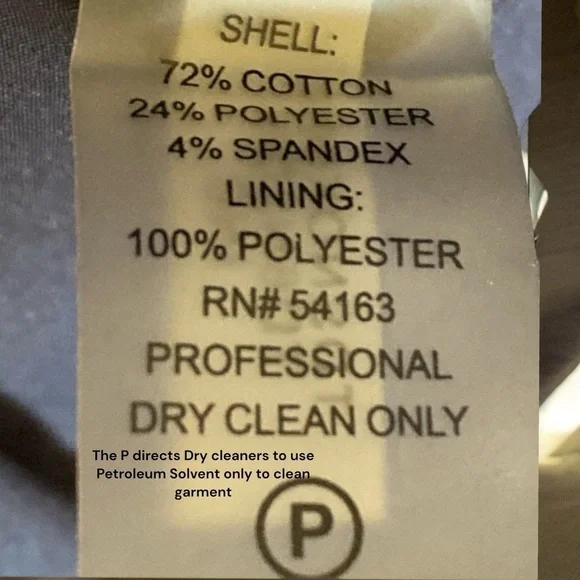 SHELL:
72% COTTON
24% POLYESTER
4% SPANDEX
LINING:
100% POLYESTER
RN# 54163
PROFESSIONAL
DRY CLEAN ONLY
The P directs Dry cleaners to use
Petroleum Solvent only to clean
garment
P